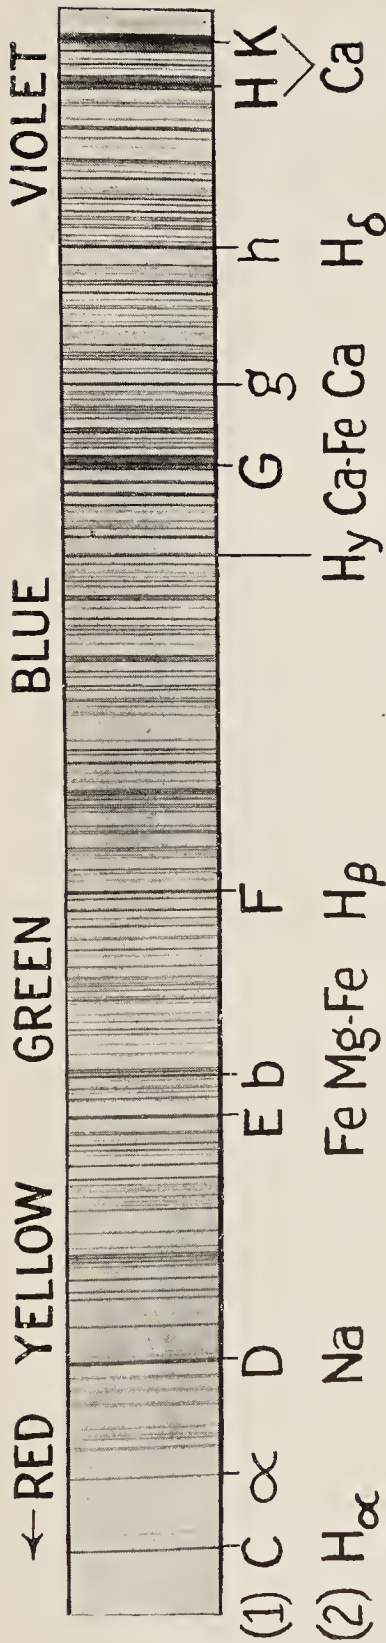 ← RED YELLOW GREEN BLUE VIOLET
(1) C α D E b F G g h H K
(2) Hα Na Fe Mg-Fe Hβ Hγ Ca-Fe Ca Hδ Ca